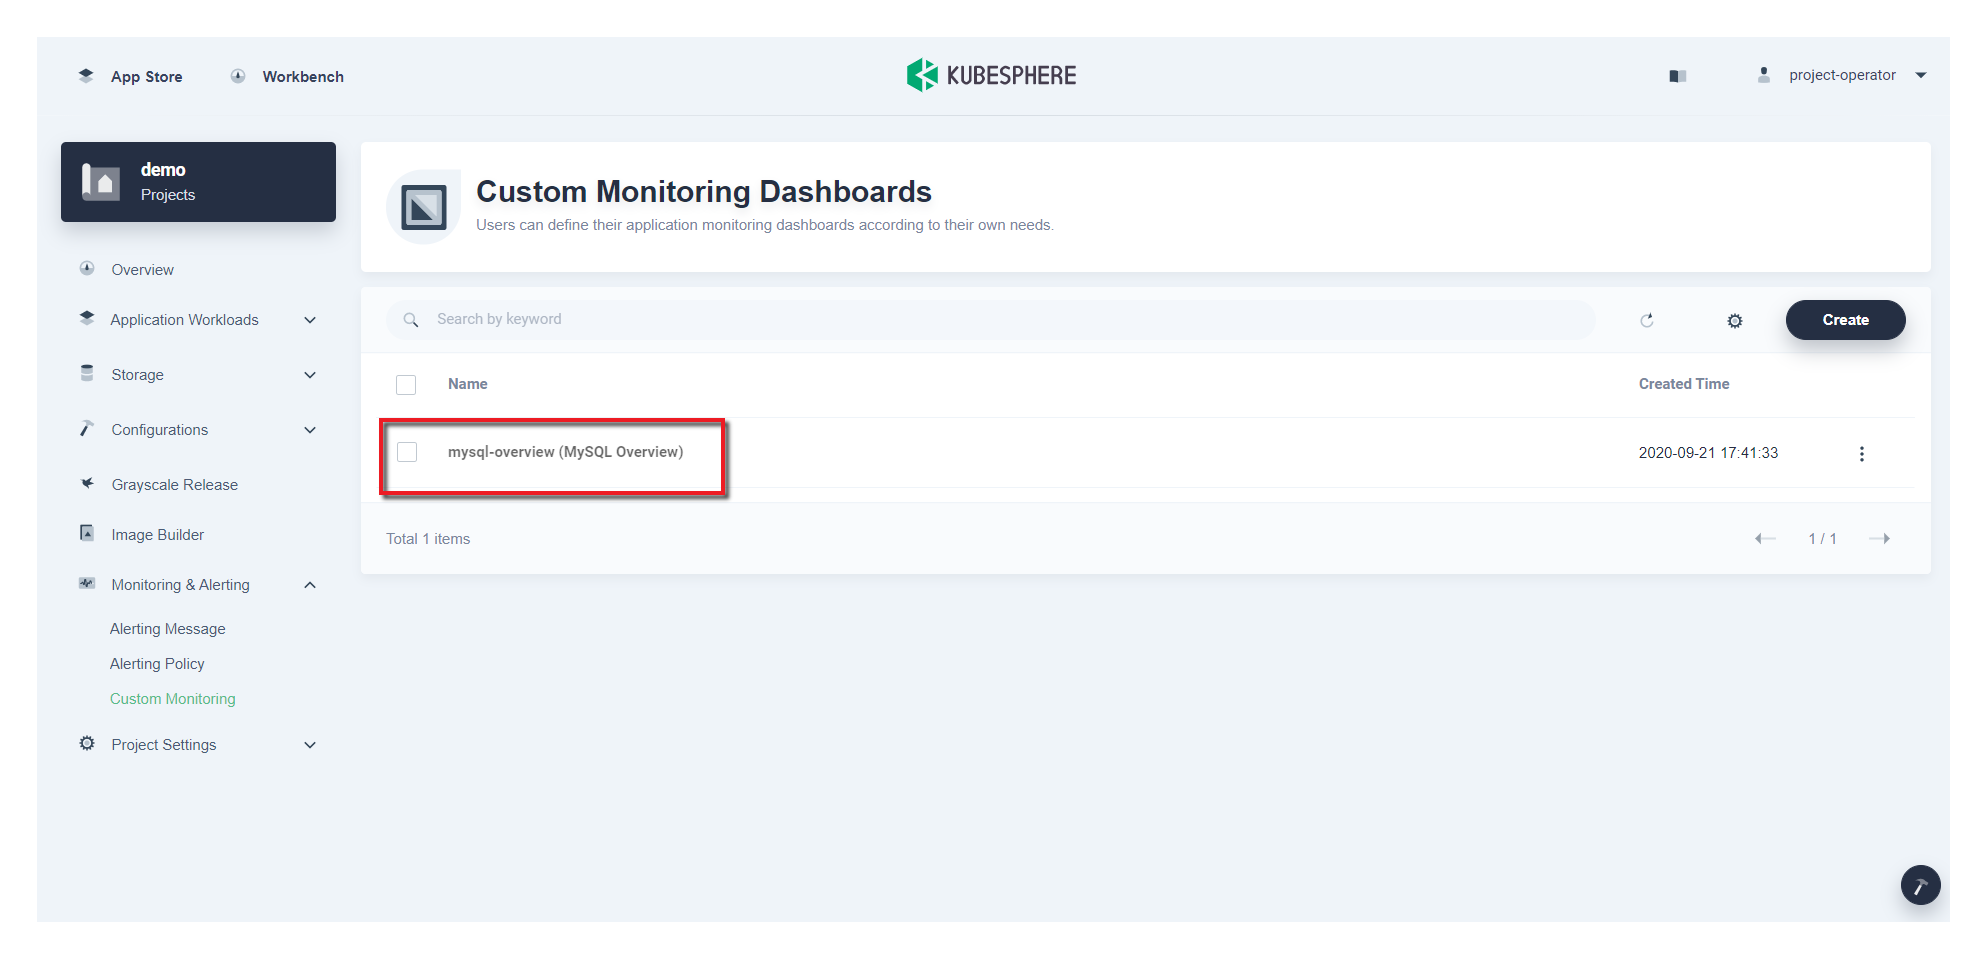 App Store
Workbench
KUBESPHERE
project-operator
demo
Projects
Overview
Application Workloads
Storage
Configurations
Grayscale Release
Image Builder
Monitoring & Alerting
Alerting Message
Alerting Policy
Custom Monitoring
Project Settings
Custom Monitoring Dashboards
Users can define their application monitoring dashboards according to their own needs.
Search by keyword
Create
Name
Created Time
mysql-overview (MySQL Overview)
2020-09-21 17:41:33
Total 1 items
1 / 1